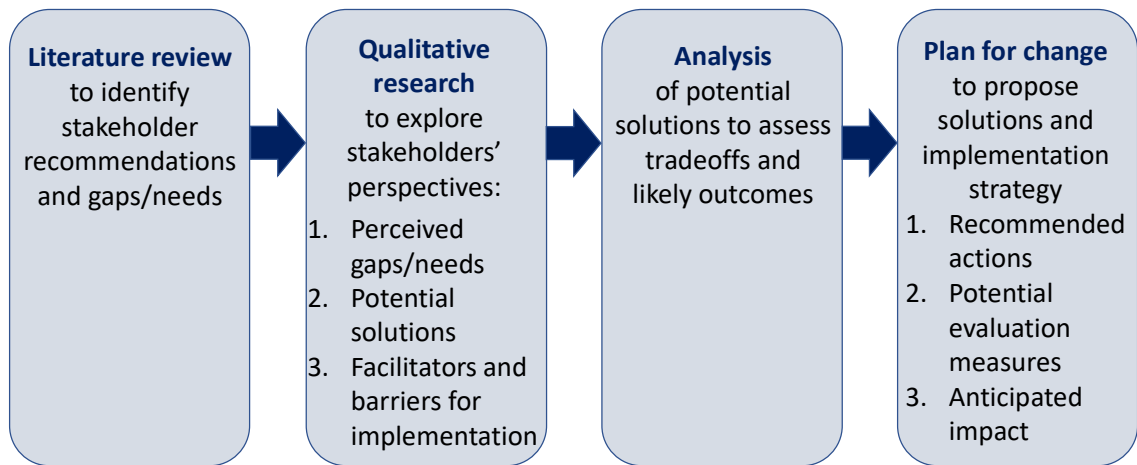 Literature review
to identify
stakeholder
recommendations
and gaps/needs
Qualitative
research
to explore
stakeholders’
perspectives:
1. Perceived
gaps/needs
2. Potential
solutions
3. Facilitators and
barriers for
implementation
Analysis
of potential
solutions to assess
tradeoffs and
likely outcomes
Plan for change
to propose
solutions and
implementation
strategy
1. Recommended
actions
2. Potential
evaluation
measures
3. Anticipated
impact